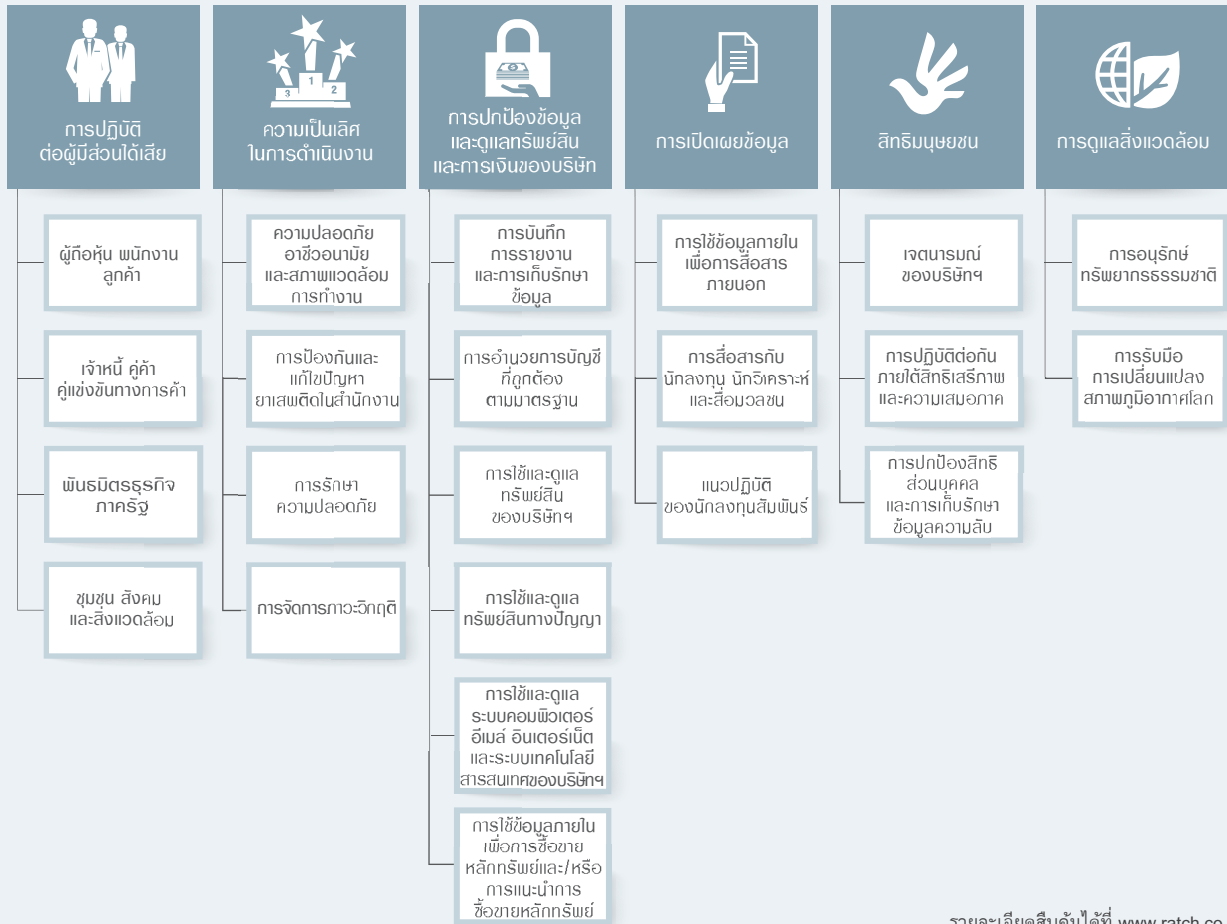 การปฏิบัติ
ต่อผู้มีส่วนได้เสีย
ผู้ถือหุ้น พนักงาน
ลูกค้า
เจ้าหนี้ คู่ค้า
คู่แข่งขันทางการค้า
พันธมิตรธุรกิจ
ภาครัฐ
ชุมชน สังคม
และสิ่งแวดล้อม
3 1 2
ความเป็นเลิศ
ในการดำเนินงาน
ความปลอดภัย
อาชีวอนามัย
และสภาพแวดล้อม
การทำงาน
การป้องกันและ
แก้ไขปัญหา
ยาเสพติดในสำนักงาน
การรักษา
ความปลอดภัย
การจัดการภาวะวิกฤติ
การปกป้องข้อมูล
และดูแลทรัพย์สิน
และการเงินของบริษัท
การบันทึก
การรายงาน
และการเก็บรักษา
ข้อมูล
การอำนวยการบัญชี
ที่ถูกต้อง
ตามมาตรฐาน
การใช้และดูแล
ทรัพย์สิน
ของบริษัทฯ
การใช้และดูแล
ทรัพย์สินทางปัญญา
การใช้และดูแล
ระบบคอมพิวเตอร์
อีเมล์ อินเตอร์เน็ต
และระบบเทคโนโลยี
สารสนเทศของบริษัทฯ
การใช้ข้อมูลภายใน
เพื่อการซื้อขาย
หลักทรัพย์และ/หรือ
การแนะนำการ
ซื้อขายหลักทรัพย์
การเปิดเผยข้อมูล
การใช้ข้อมูลภายใน
เพื่อการสื่อสาร
ภายนอก
การสื่อสารกับ
นักลงทุน นักวิเคราะห์
และสื่อมวลชน
แนวปฏิบัติ
ของนักลงทุนสัมพันธ์
สิทธิมนุษยชน
เจตนารมณ์
ของบริษัทฯ
การปฏิบัติต่อกัน
ภายใต้สิทธิเสรีภาพ
และความเสมอภาค
การปกป้องสิทธิ
ส่วนบุคคล
และการเก็บรักษา
ข้อมูลความลับ
การดูแลสิ่งแวดล้อม
การอนุรักษ์
ทรัพยากรธรรมชาติ
การรับมือ
การเปลี่ยนแปลง
สภาพภูมิอากาศโลก
รายละเอียดสืบค้นได้ที่ www.ratch.co